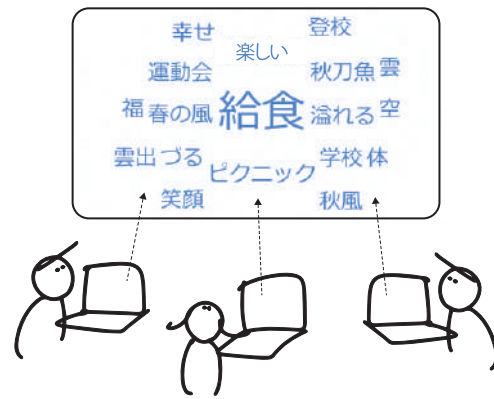 幸せ 楽しい 登校
運動会 秋刀魚 雲
福 春の風 給食 溢れる 空
雲出づる ピクニック 学校 体
笑顔 秋風